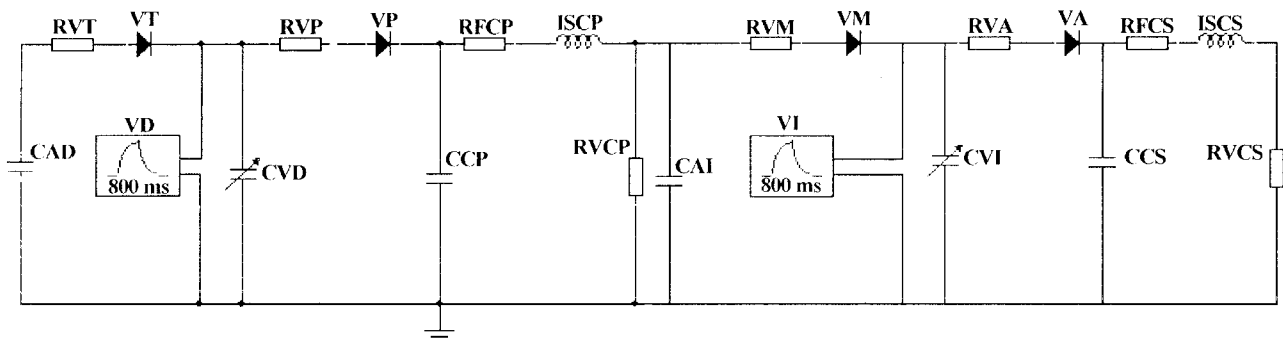 RVT
VT
RVP
VP
RFCP
ISCP
RVM
VM
RVA
VA
RFCS
ISCS
CAD
VD
800 ms
CVD
CCP
RVCP
CAI
VI
800 ms
CVI
CCS
RVCS